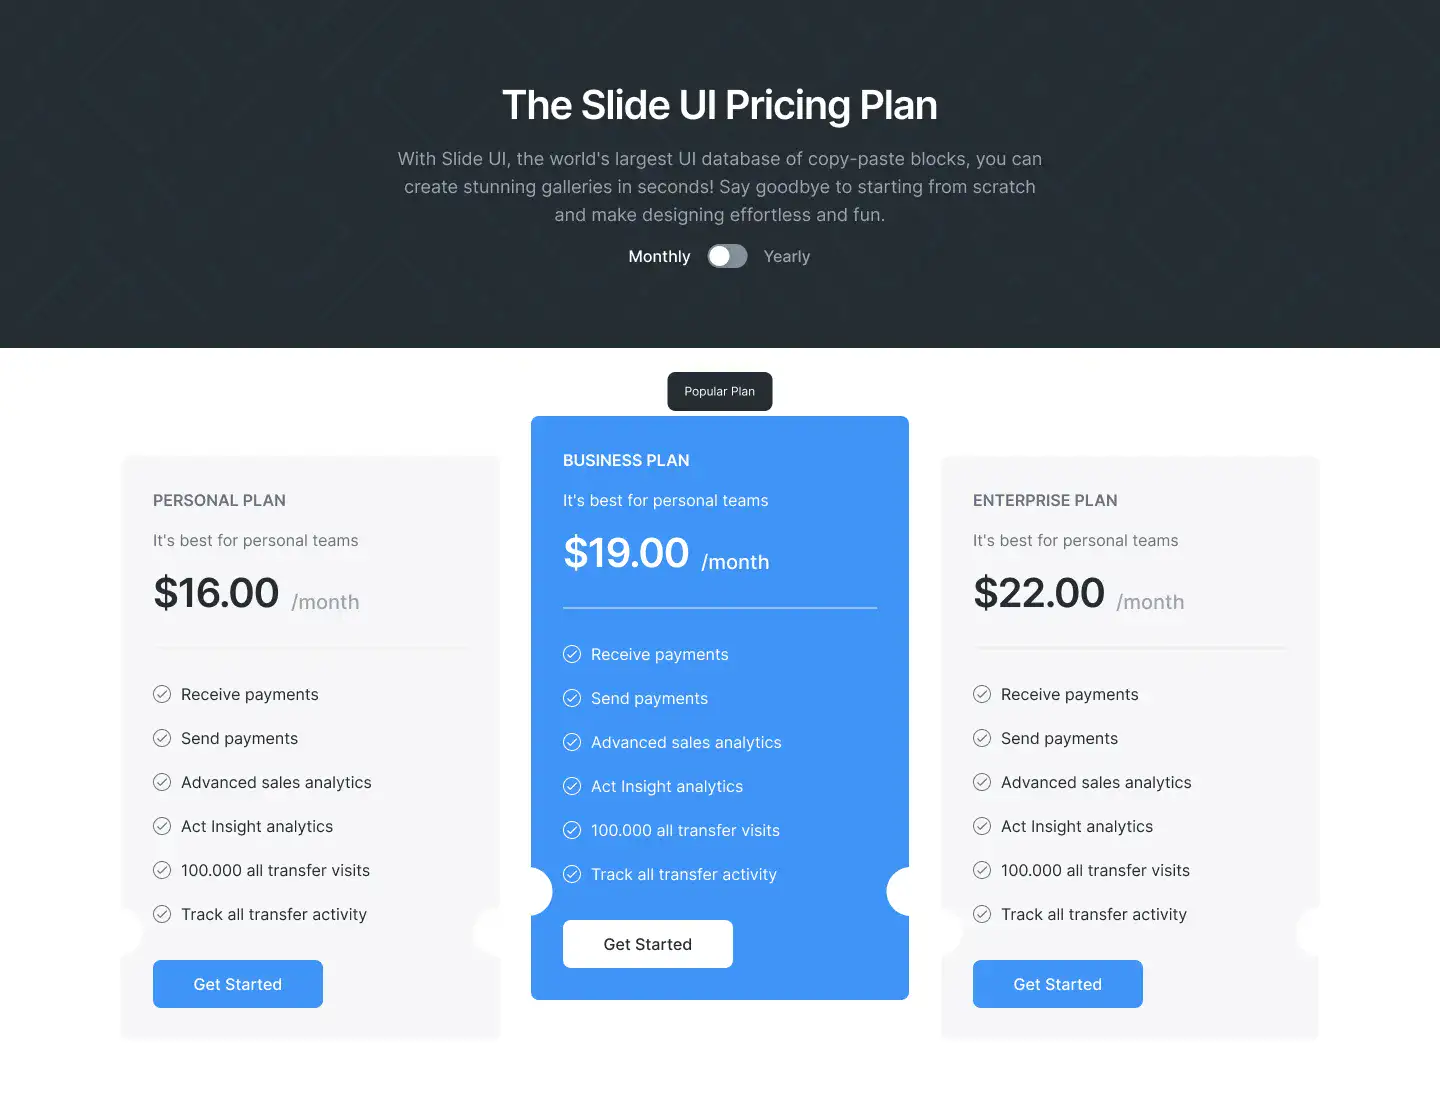 The Slide UI Pricing Plan
With Slide UI, the world's largest UI database of copy-paste blocks, you can
create stunning galleries in seconds! Say goodbye to starting from scratch
and make designing effortless and fun.
Monthly Yearly
Popular Plan
PERSONAL PLAN
It's best for personal teams
$16.00 /month
Receive payments
Send payments
Advanced sales analytics
Act Insight analytics
100.000 all transfer visits
Track all transfer activity
Get Started
BUSINESS PLAN
It's best for personal teams
$19.00 /month
Receive payments
Send payments
Advanced sales analytics
Act Insight analytics
100.000 all transfer visits
Track all transfer activity
Get Started
ENTERPRISE PLAN
It's best for personal teams
$22.00 /month
Receive payments
Send payments
Advanced sales analytics
Act Insight analytics
100.000 all transfer visits
Track all transfer activity
Get Started